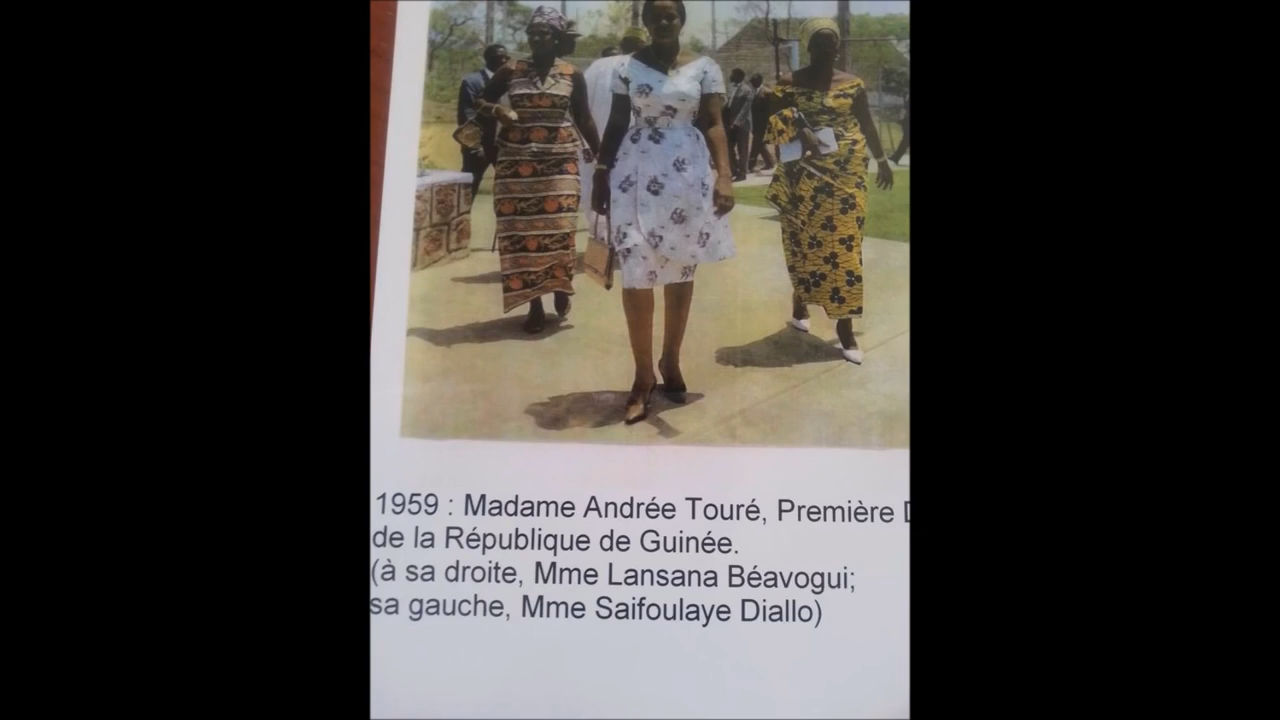 1959 : Madame Andrée Touré, Première
de la République de Guinée.
(à sa droite, Mme Lansana Béavogui;
sa gauche, Mme Saifoulaye Diallo)